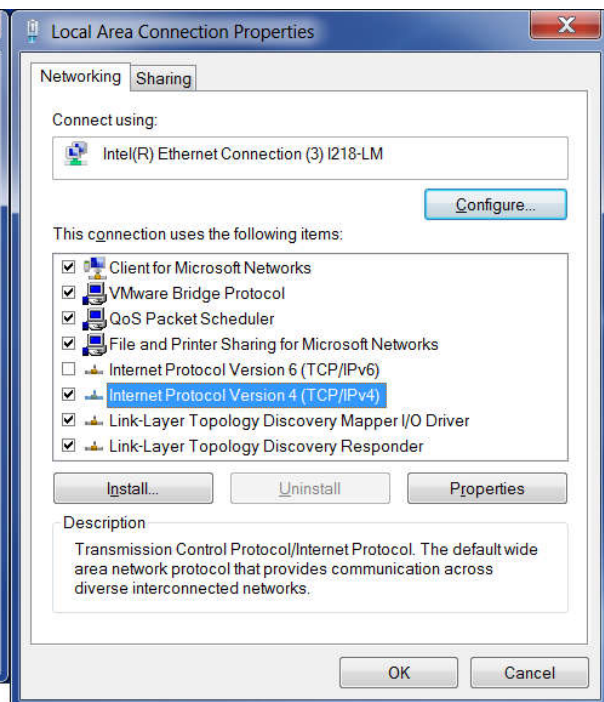 Local Area Connection Properties
Networking
Sharing
Connect using:
Intel(R) Ethernet Connection (3) I218-LM
Configure...
This connection uses the following items:
Client for Microsoft Networks
VMware Bridge Protocol
QoS Packet Scheduler
File and Printer Sharing for Microsoft Networks
Internet Protocol Version 6 (TCP/IPv6)
Internet Protocol Version 4 (TCP/IPv4)
Link-Layer Topology Discovery Mapper I/O Driver
Link-Layer Topology Discovery Responder
Install...
Uninstall
Properties
Description
Transmission Control Protocol/Internet Protocol. The default wide
area network protocol that provides communication across
diverse interconnected networks.
OK
Cancel